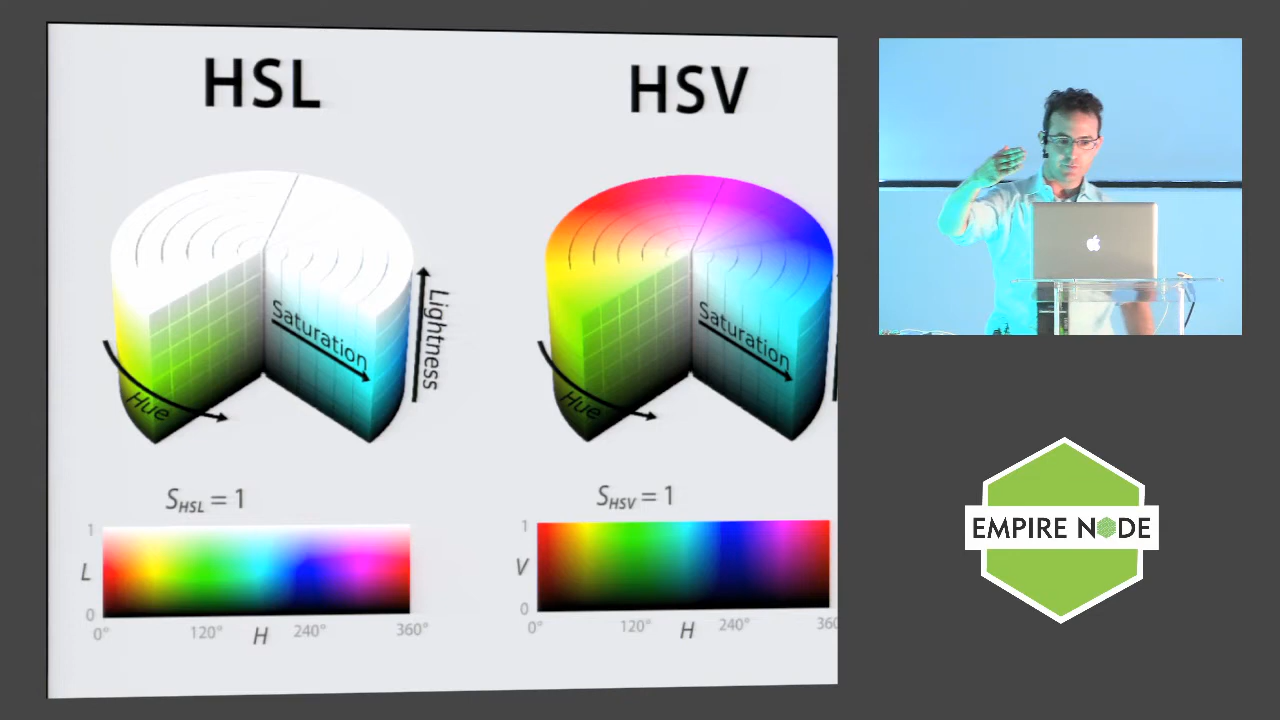 HSL
HSV
Saturation
Lightness
Hue
Saturation
Hue
S_HSL = 1
S_HSV = 1
1
L
0
0°
120°
H
240°
360°
1
V
0
0°
120°
H
240°
360
EMPIRE NODE